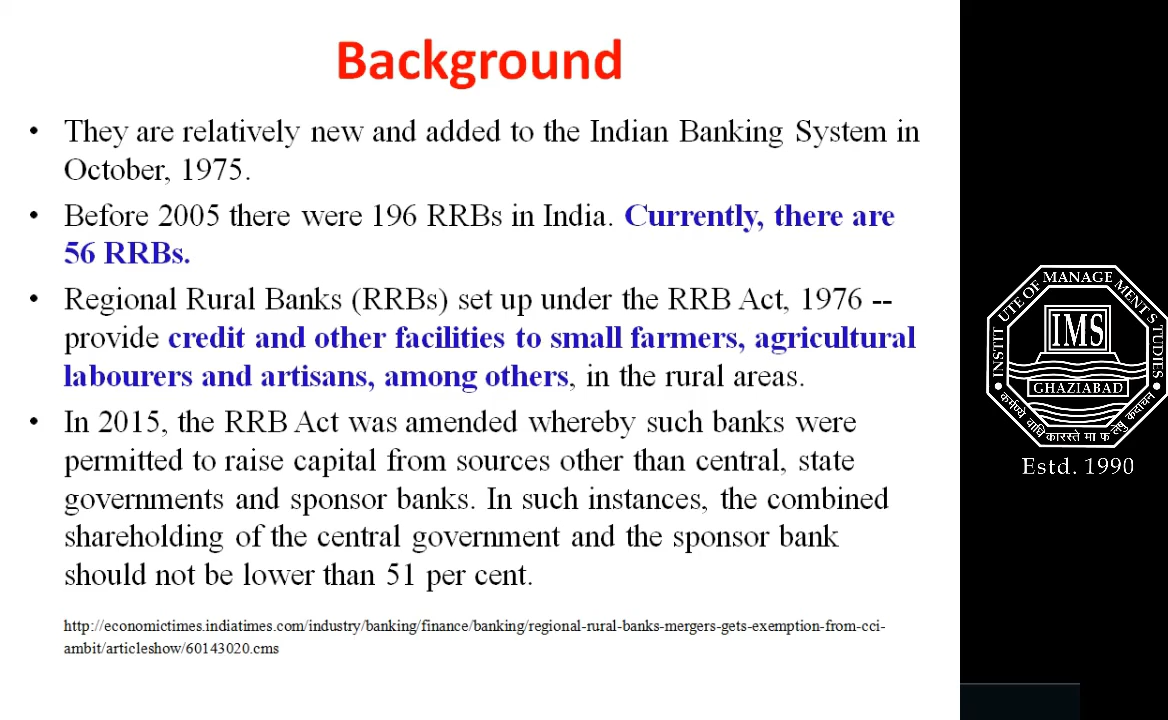 Background
• They are relatively new and added to the Indian Banking System in
October, 1975.
• Before 2005 there were 196 RRBs in India. Currently, there are
56 RRBs.
• Regional Rural Banks (RRBs) set up under the RRB Act, 1976 --
provide credit and other facilities to small farmers, agricultural
labourers and artisans, among others, in the rural areas.
• In 2015, the RRB Act was amended whereby such banks were
permitted to raise capital from sources other than central, state
governments and sponsor banks. In such instances, the combined
shareholding of the central government and the sponsor bank
should not be lower than 51 per cent.
http://economictimes.indiatimes.com/industry/banking/finance/banking/regional-rural-banks-mergers-gets-exemption-from-cci-
ambit/articleshow/60143020.cms
INSTITUTE OF MANAGEMENT STUDIES
IMS
GHAZIABAD
कर्मण्ये वाधि कारस्ते मा फलेषु कदाचन
Estd. 1990